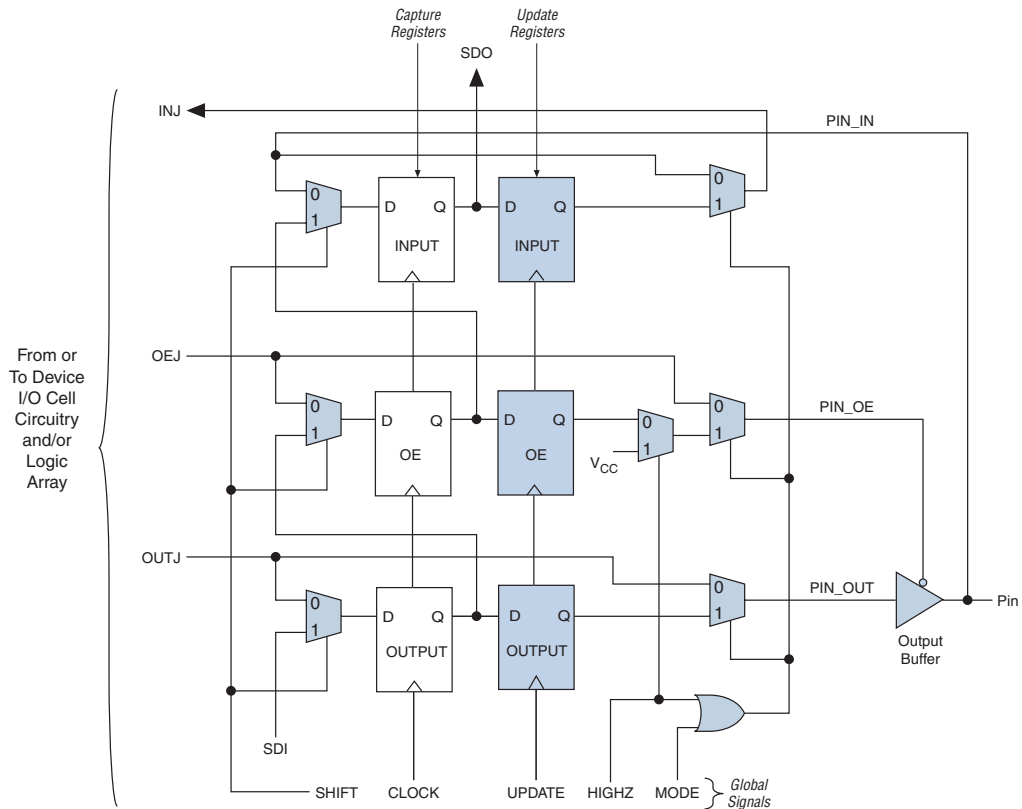 Capture
Registers
Update
Registers
SDO
INJ
PIN_IN
0
1
D Q
INPUT
D Q
INPUT
0
1
From or
To Device
I/O Cell
Circuitry
and/or
Logic
Array
OEJ
0
1
D Q
OE
D Q
OE
0
1
VCC
0
1
PIN_OE
OUTJ
0
1
D Q
OUTPUT
D Q
OUTPUT
0
1
PIN_OUT
Pin
Output
Buffer
SDI
SHIFT
CLOCK
UPDATE
HIGHZ
MODE
Global
Signals